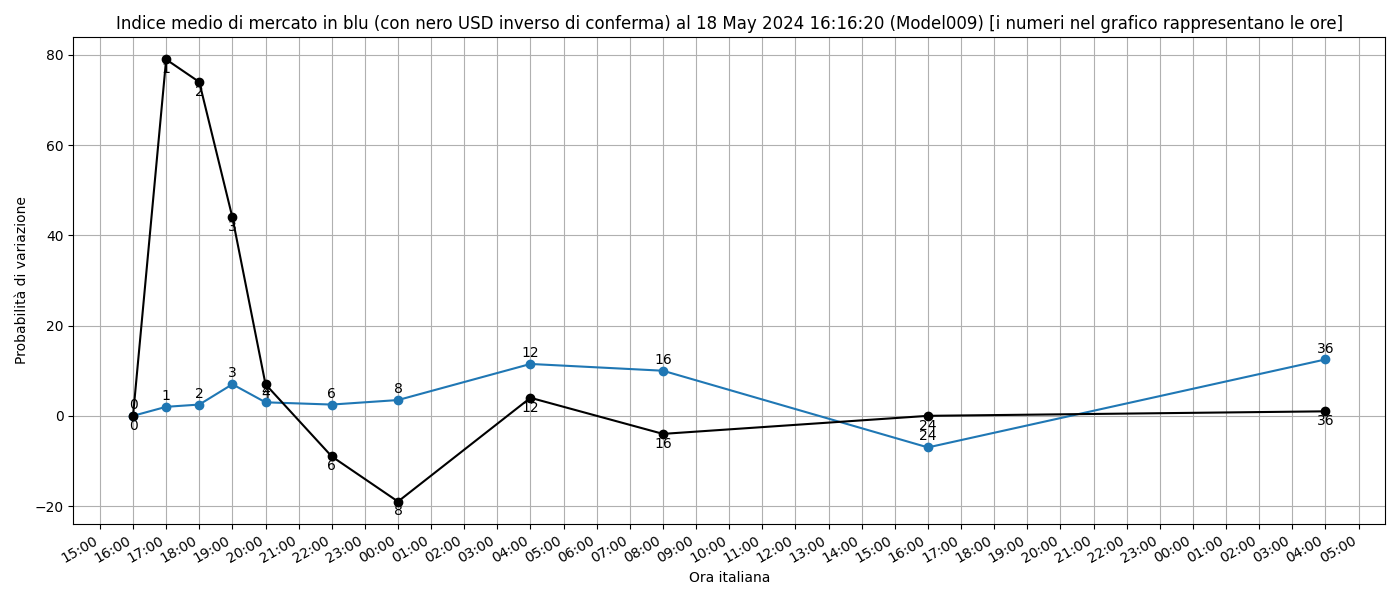 Indice medio di mercato in blu (con nero USD inverso di conferma) al 18 May 2024 16:16:20 (Model009) [i numeri nel grafico rappresentano le ore]
Probabilità di variazione
80
60
40
20
0
−20
0 1 2 3 4 6 8 12 16 24 36
0 1 2 3 4 6 8 12 16 24 36
15:00 16:00 17:00 18:00 19:00 20:00 21:00 22:00 23:00 00:00 01:00 02:00 03:00 04:00 05:00 06:00 07:00 08:00 09:00 10:00 11:00 12:00 13:00 14:00 15:00 16:00 17:00 18:00 19:00 20:00 21:00 22:00 23:00 00:00 01:00 02:00 03:00 04:00 05:00
Ora italiana